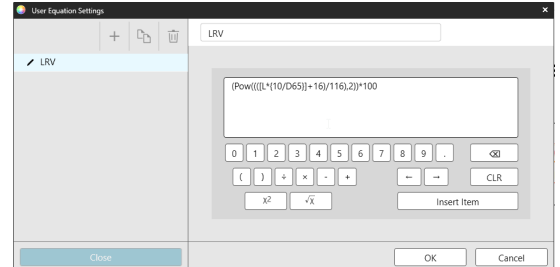 User Equation Settings
LRV
LRV
(Pow((([L*(10/D65)]+16)/116),2))*100
0 1 2 3 4 5 6 7 8 9 .
( ) ÷ × - + ← → CLR
X² √X Insert Item
Close OK Cancel